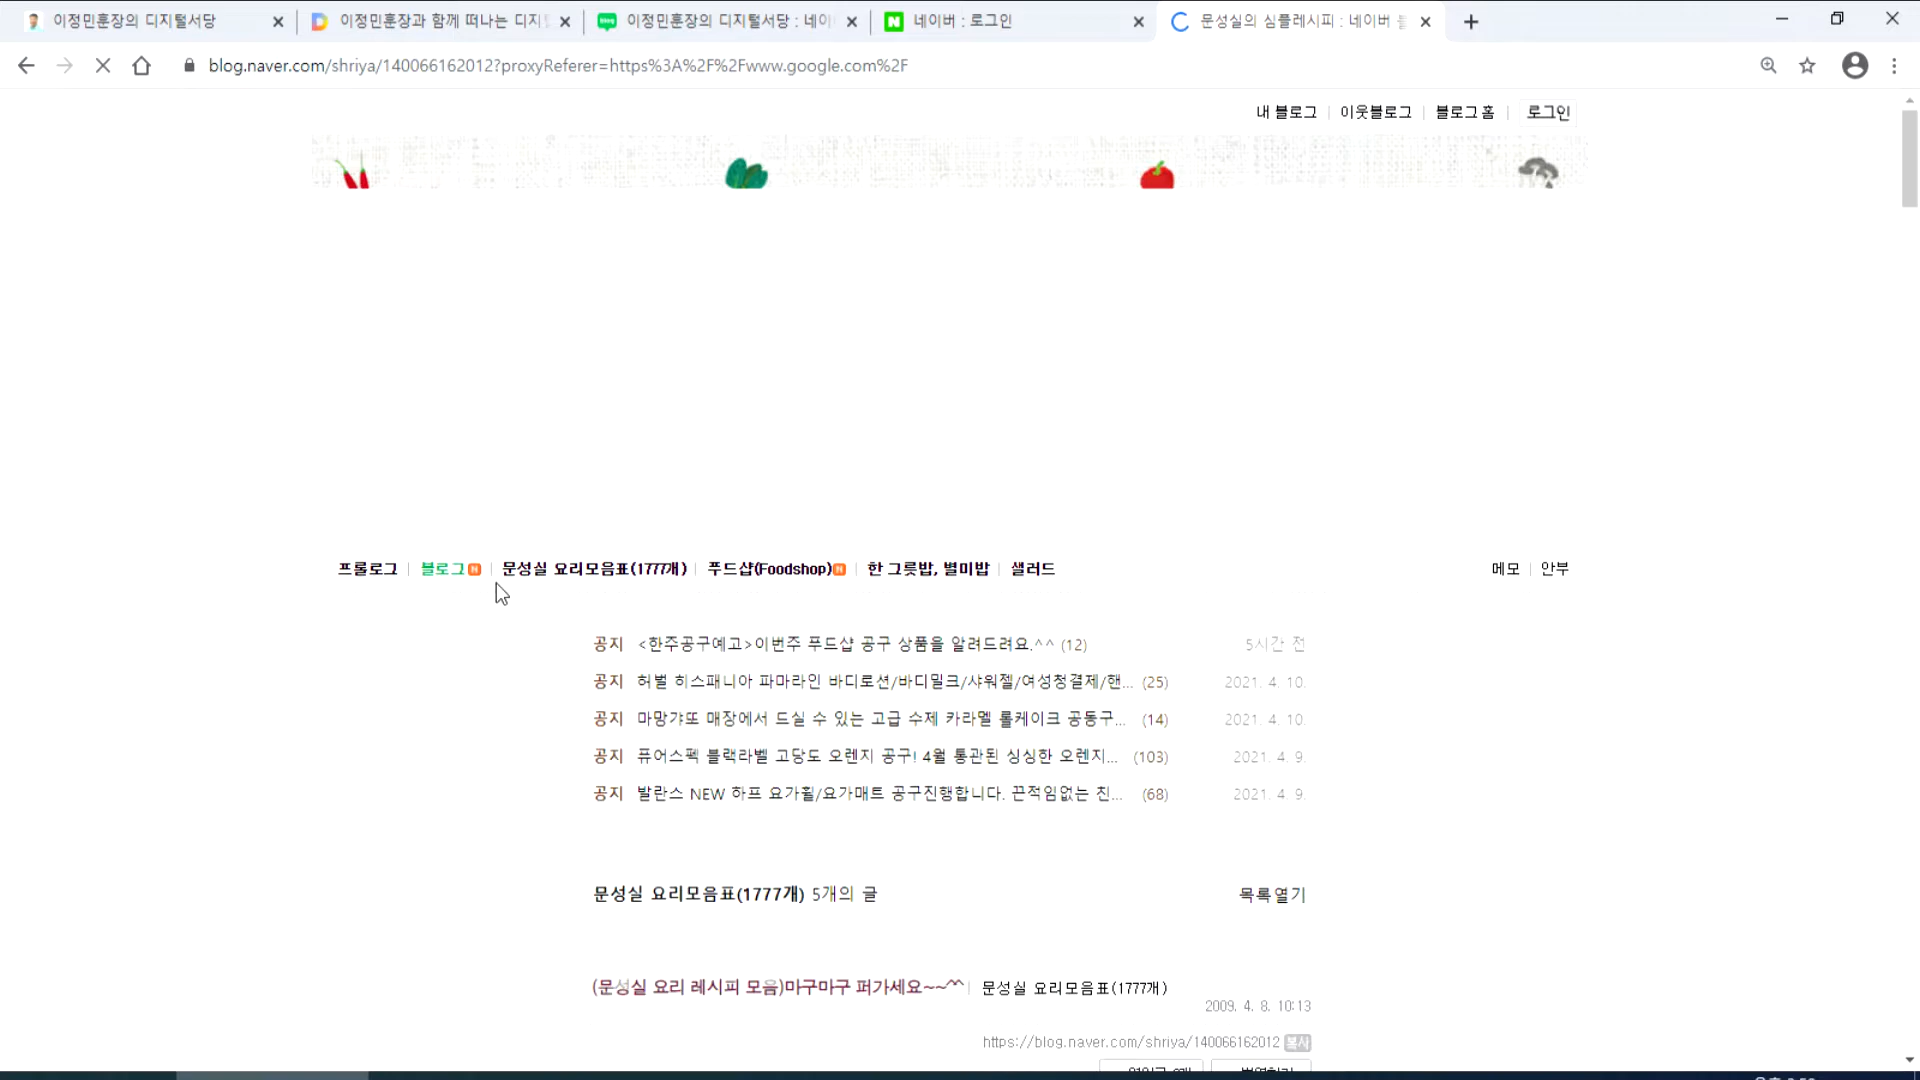 이정민훈장의 디지털서당
이정민훈장과 함께 떠나는 디지
이정민훈장의 디지털서당 : 네이
네이버 : 로그인
문성실의 심플레시피 : 네이버
blog.naver.com/shriya/140066162012?proxyReferer=https%3A%2F%2Fwww.google.com%2F
내 블로그 이웃블로그 블로그 홈 로그인
프롤로그 블로그 문성실 요리모음표(1777개) 푸드샵(Foodshop) 한 그릇밥, 별미밥 샐러드 메모 안부
공지 <한주공구예고>이번주 푸드샵 공구 상품을 알려드려요.^^ (12) 5시간 전
공지 허벌 히스패니아 파마라인 바디로션/바디밀크/샤워젤/여성청결제/핸... (25) 2021. 4. 10.
공지 마망갸또 매장에서 드실 수 있는 고급 수제 카라멜 롤케이크 공동구... (14) 2021. 4. 10.
공지 퓨어스펙 블랙라벨 고당도 오렌지 공구! 4월 통관된 싱싱한 오렌지... (103) 2021. 4. 9.
공지 발란스 NEW 하프 요가휠/요가매트 공구진행합니다. 끈적임없는 친... (68) 2021. 4. 9.
문성실 요리모음표(1777개) 5개의 글 목록열기
(문성실 요리 레시피 모음)마구마구 퍼가세요~~^^ 문성실 요리모음표(1777개)
2009. 4. 8. 10:13
https://blog.naver.com/shriya/140066162012 복사